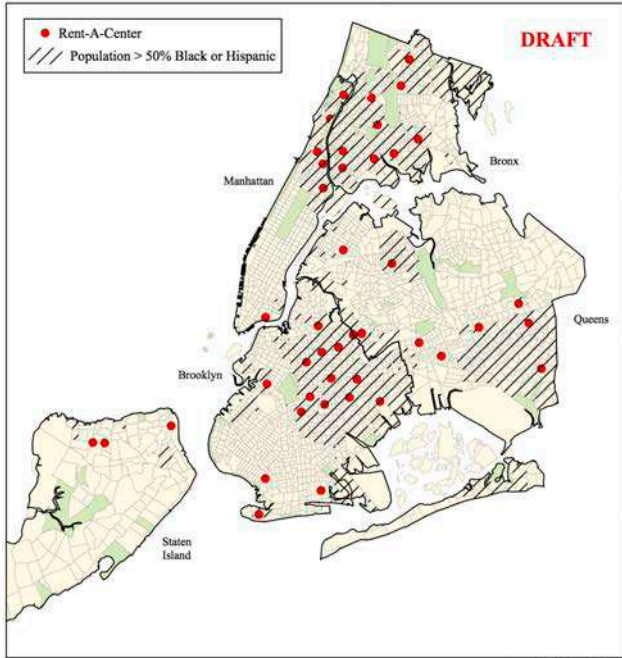 Rent-A-Center
Population > 50% Black or Hispanic
DRAFT
Bronx
Manhattan
Queens
Brooklyn
Staten
Island